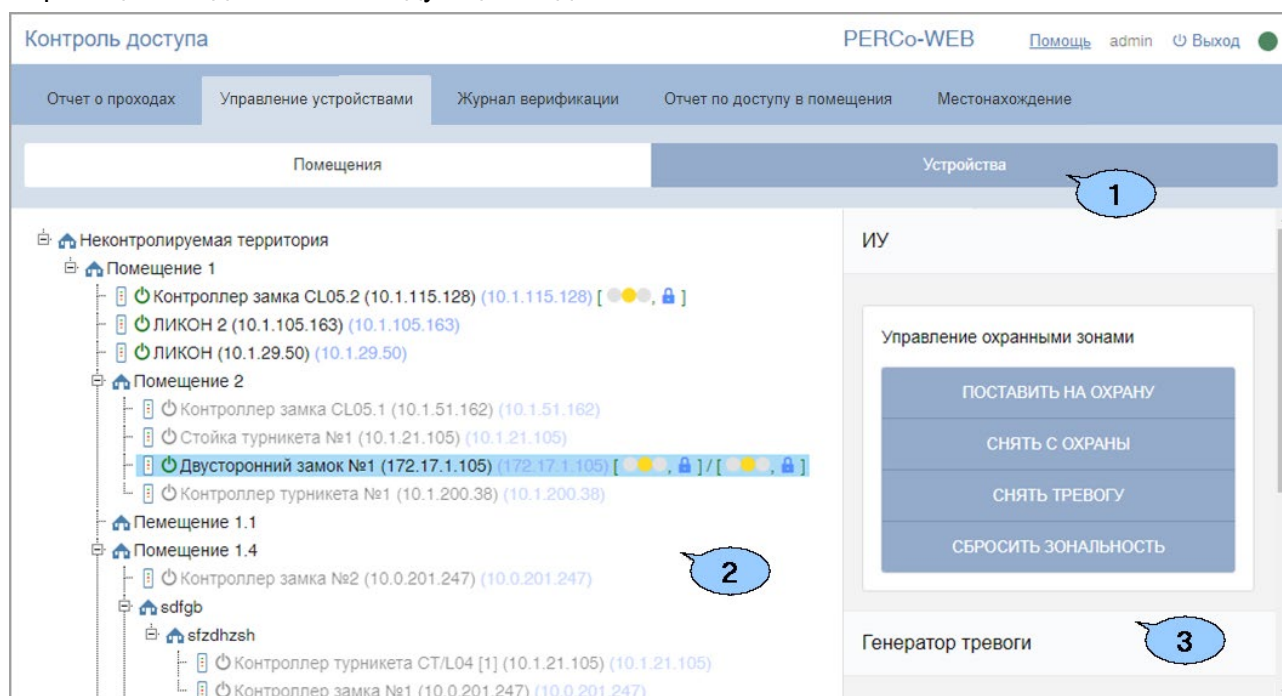 Контроль доступа PERCo-WEB Помощь admin Выход
Отчет о проходах Управление устройствами Журнал верификации Отчет по доступу в помещения Местонахождение
Помещения Устройства
1
Неконтролируемая территория
ИУ
Помещение 1
Контроллер замка CL05.2 (10.1.115.128) (10.1.115.128) [ , ]
ЛИКОН 2 (10.1.105.163) (10.1.105.163)
Управление охранными зонами
ЛИКОН (10.1.29.50) (10.1.29.50)
Помещение 2
ПОСТАВИТЬ НА ОХРАНУ
Контроллер замка CL05.1 (10.1.51.162) (10.1.51.162)
Стойка турникета №1 (10.1.21.105) (10.1.21.105)
СНЯТЬ С ОХРАНЫ
Двусторонний замок №1 (172.17.1.105) (172.17.1.105) [ , ] / [ , ]
Контроллер турникета №1 (10.1.200.38) (10.1.200.38)
СНЯТЬ ТРЕВОГУ
Пемещение 1.1
Помещение 1.4
СБРОСИТЬ ЗОНАЛЬНОСТЬ
Контроллер замка №2 (10.0.201.247) (10.0.201.247)
2
sdfgb
sfzdhzsh
Генератор тревоги
3
Контроллер турникета CT/L04 [1] (10.1.21.105) (10.1.21.105)
Контроллер замка №1 (10.0.201.247) (10.0.201.247)